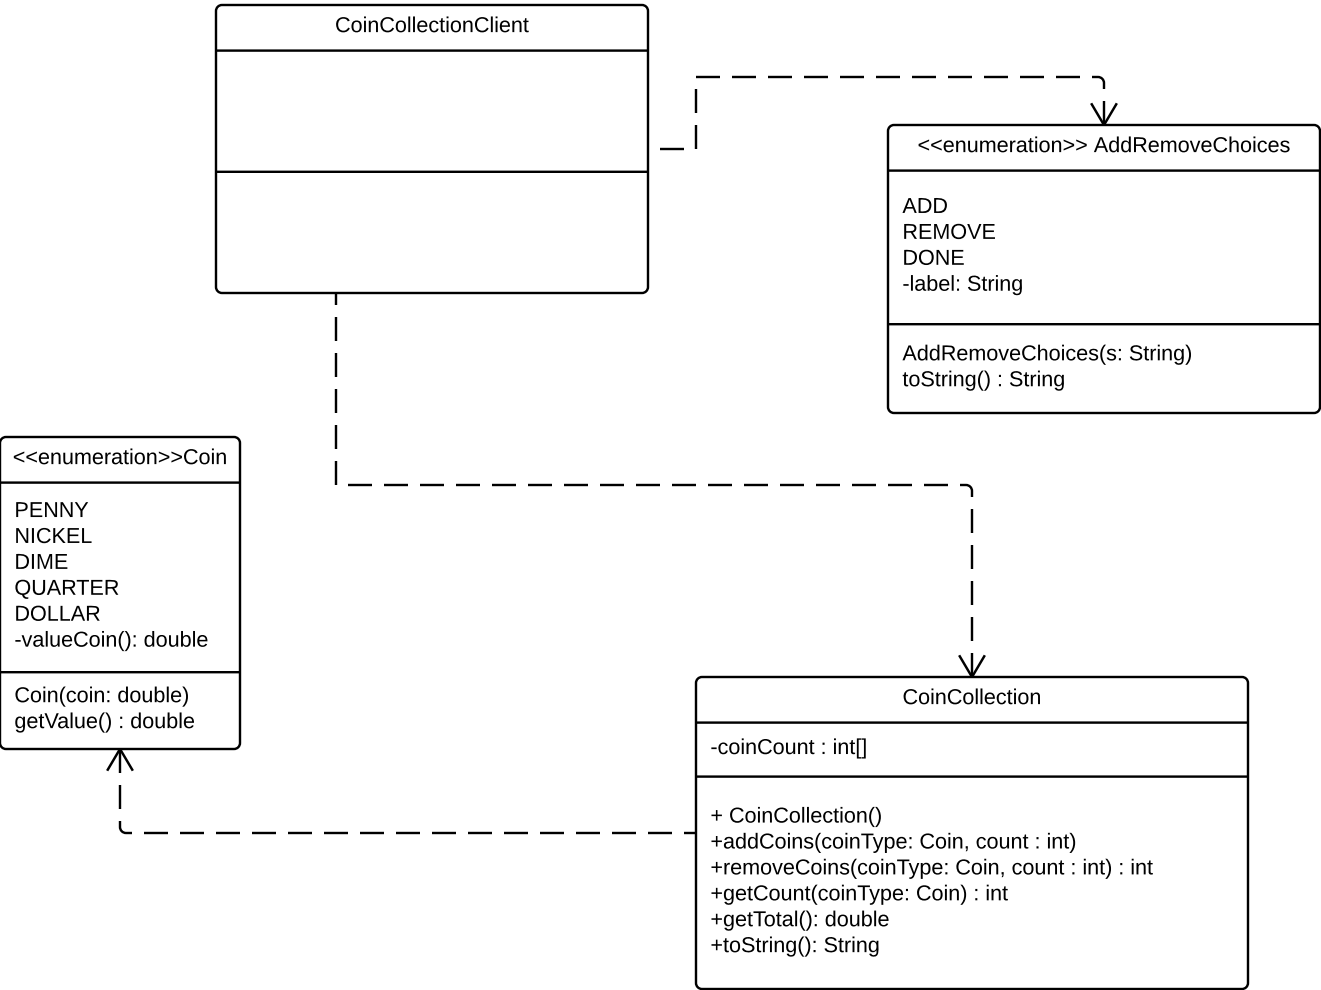 CoinCollectionClient
<<enumeration>> AddRemoveChoices
ADD
REMOVE
DONE
-label: String
AddRemoveChoices(s: String)
toString() : String
<<enumeration>>Coin
PENNY
NICKEL
DIME
QUARTER
DOLLAR
-valueCoin(): double
Coin(coin: double)
getValue() : double
CoinCollection
-coinCount : int[]
+ CoinCollection()
+addCoins(coinType: Coin, count : int)
+removeCoins(coinType: Coin, count : int) : int
+getCount(coinType: Coin) : int
+getTotal(): double
+toString(): String